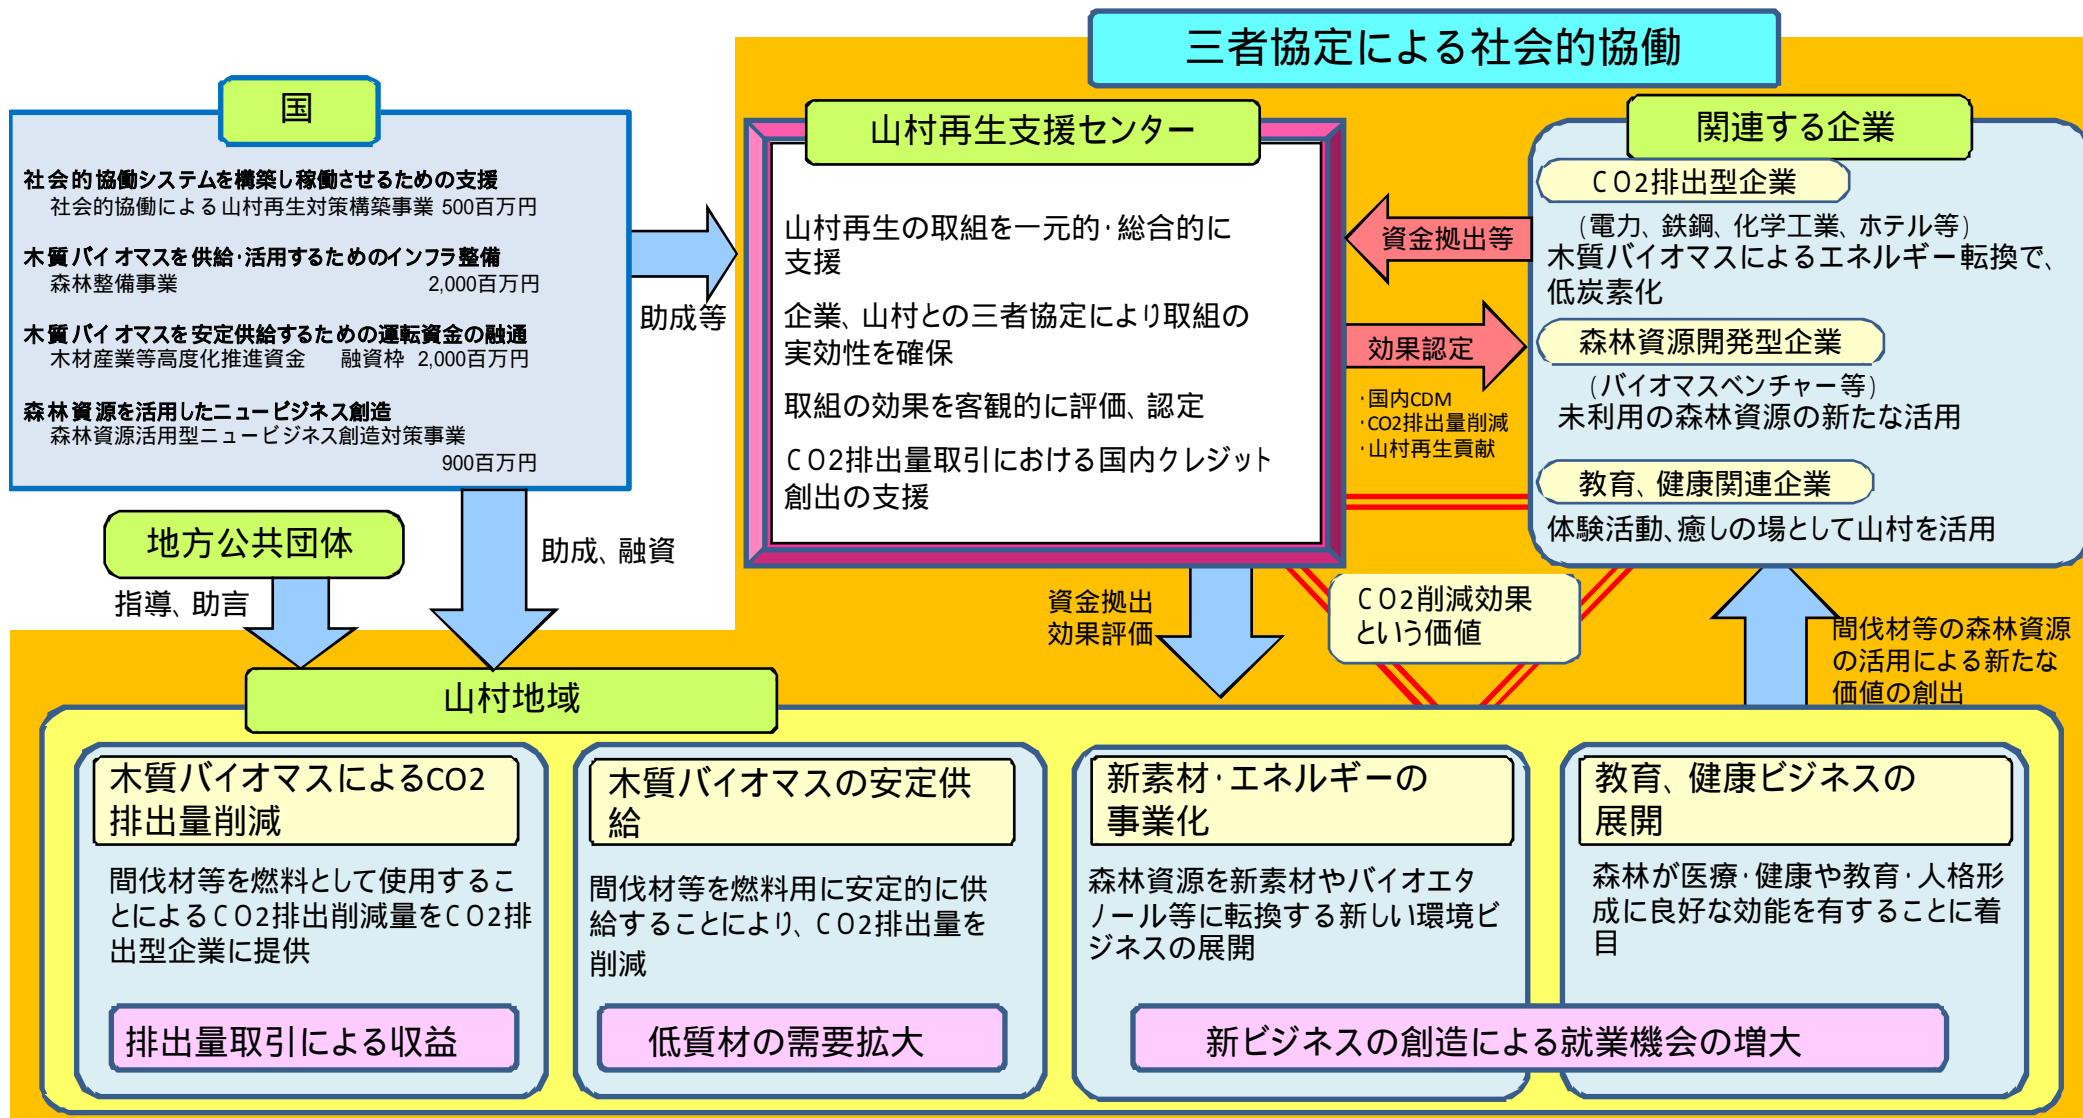 三者協定による社会的協働
国
社会的協働システムを構築し稼働させるための支援
社会的協働による山村再生対策構築事業 500百万円
木質バイオマスを供給・活用するためのインフラ整備
森林整備事業 2,000百万円
木質バイオマスを安定供給するための運転資金の融通
木材産業等高度化推進資金 融資枠 2,000百万円
森林資源を活用したニュービジネス創造
森林資源活用型ニュービジネス創造対策事業
900百万円
助成等
山村再生支援センター
山村再生の取組を一元的・総合的に
支援
企業、山村との三者協定により取組の
実効性を確保
取組の効果を客観的に評価、認定
CO2排出量取引における国内クレジット
創出の支援
資金拠出等
効果認定
・国内CDM
・CO2排出量削減
・山村再生貢献
関連する企業
CO2排出型企業
(電力、鉄鋼、化学工業、ホテル等)
木質バイオマスによるエネルギー転換で、
低炭素化
森林資源開発型企業
(バイオマスベンチャー等)
未利用の森林資源の新たな活用
教育、健康関連企業
体験活動、癒しの場として山村を活用
地方公共団体
指導、助言
助成、融資
資金拠出
効果評価
CO2削減効果
という価値
間伐材等の森林資源
の活用による新たな
価値の創出
山村地域
木質バイオマスによるCO2
排出量削減
間伐材等を燃料として使用するこ
とによるCO2排出削減量をCO2排
出型企業に提供
排出量取引による収益
木質バイオマスの安定供
給
間伐材等を燃料用に安定的に供
給することにより、CO2排出量を
削減
低質材の需要拡大
新素材・エネルギーの
事業化
森林資源を新素材やバイオエタ
ノール等に転換する新しい環境ビ
ジネスの展開
教育、健康ビジネスの
展開
森林が医療・健康や教育・人格形
成に良好な効能を有することに着
目
新ビジネスの創造による就業機会の増大